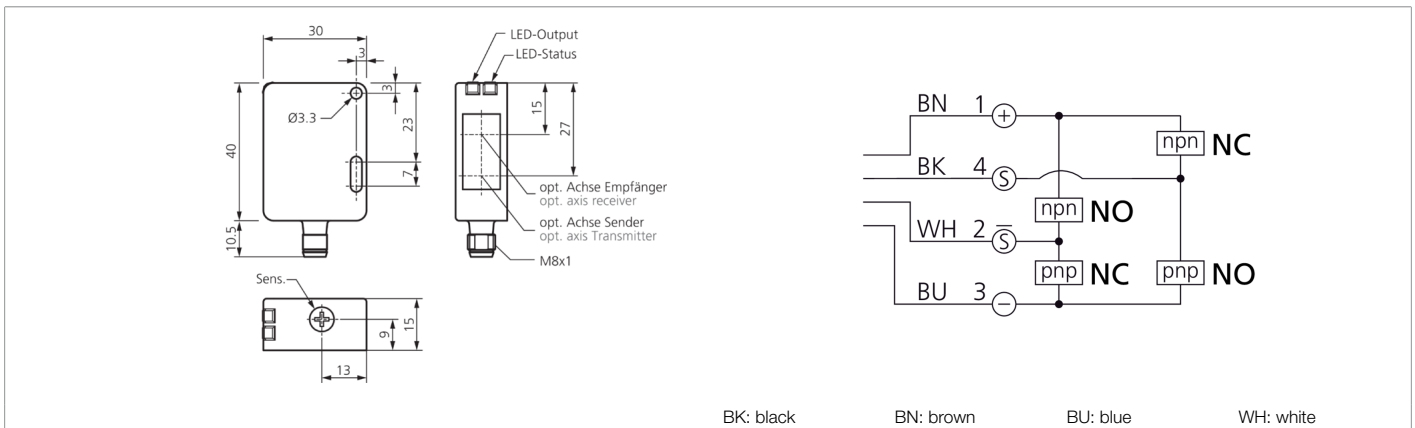 30
3
LED-Output
LED-Status
3
Ø3.3
23
15
27
40
7
opt. Achse Empfänger
opt. axis receiver
opt. Achse Sender
opt. axis Transmitter
10.5
M8x1
Sens.
9
15
13
BN 1 +
npn NC
BK 4 S
npn NO
WH 2 S̅
pnp NC
pnp NO
BU 3 −
BK: black BN: brown BU: blue WH: white